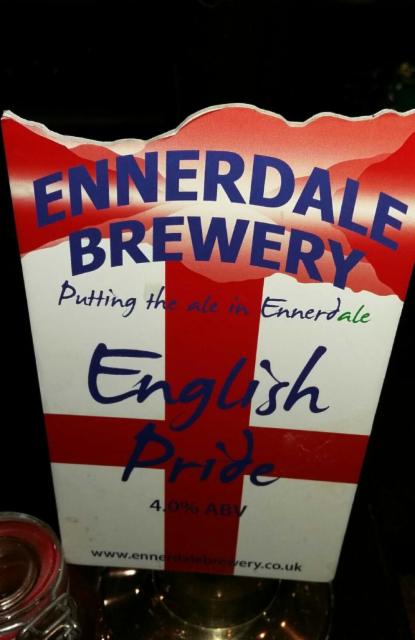 ENNERDALE
BREWERY
Putting the ale in Ennerdale
English
Pride
4.0% ABV
www.ennerdalebrewery.co.uk